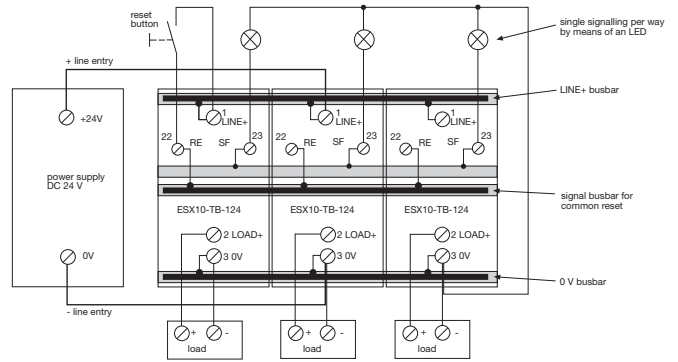 reset
button
single signalling per way
by means of an LED
+ line entry
LINE+ busbar
+24V
1
LINE+
1
LINE+
1
LINE+
22
RE
SF
23
22
RE
SF
23
22
RE
SF
23
power supply
DC 24 V
signal busbar for
common reset
ESX10-TB-124
ESX10-TB-124
ESX10-TB-124
2 LOAD+
2 LOAD+
2 LOAD+
0V
3 0V
3 0V
3 0V
0 V busbar
- line entry
+
-
load
+
-
load
+
-
load